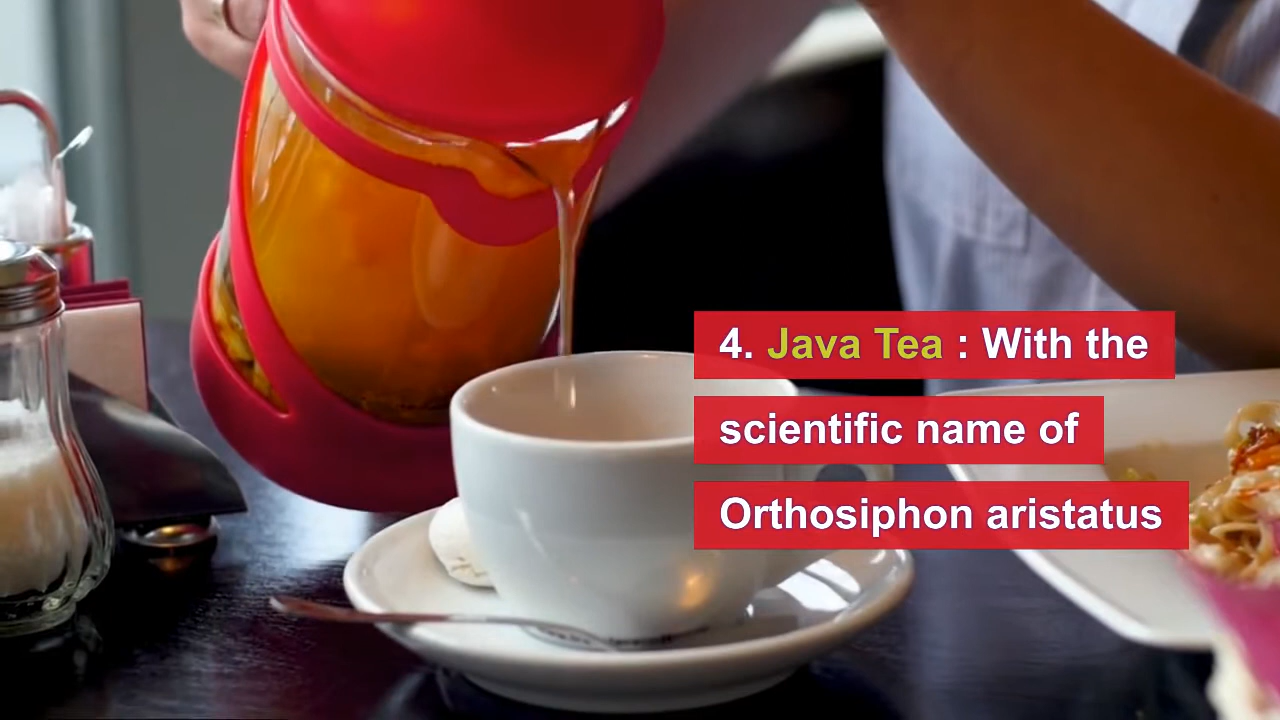 4. Java Tea : With the
scientific name of
Orthosiphon aristatus